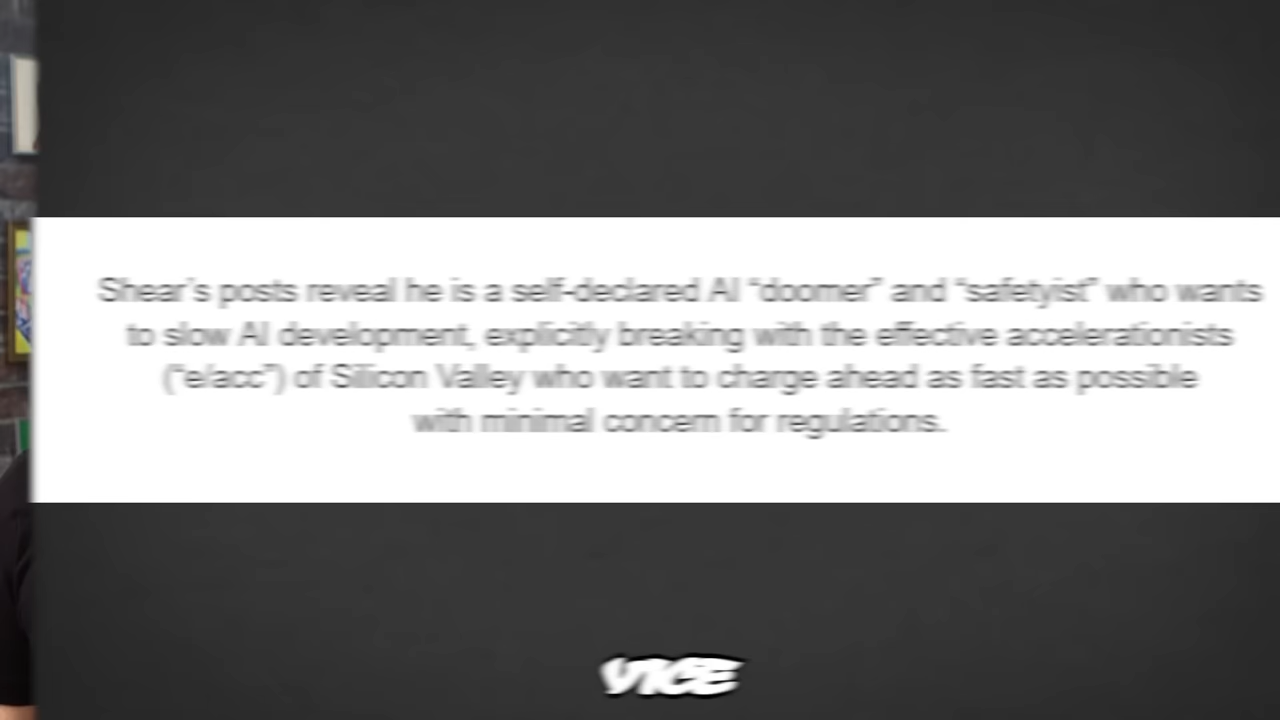 Shear's posts reveal he is a self-declared AI “doomer” and “safetyist” who wants
to slow AI development, explicitly breaking with the effective accelerationists
(“e/acc”) of Silicon Valley who want to charge ahead as fast as possible
with minimal concern for regulations.
VICE